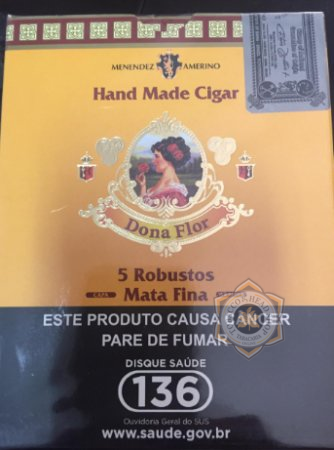 MENENDEZ AMERINO
Hand Made Cigar
Dona Flor
5 Robustos
CAPA Mata Fina
ESTE PRODUTO CAUSA CÂNCER
PARE DE FUMAR
DISQUE SAÚDE
136
Ouvidoria Geral do SUS
www.saude.gov.br